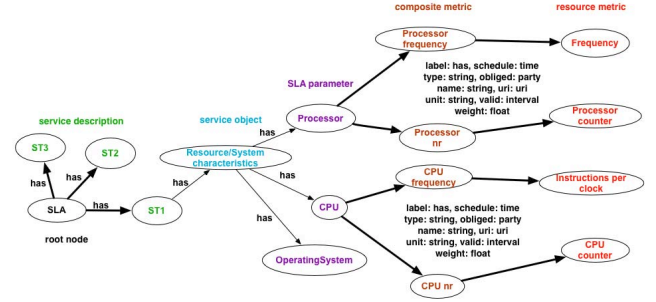 composite metric
resource metric
Processor
frequency
Frequency
label: has, schedule: time
type: string, obliged: party
name: string, uri: uri
unit: string, valid: interval
weight: float
SLA parameter
Processor
Processor
counter
service description
service object
has
Processor
nr
ST3
ST2
Resource/System
characteristics
CPU
frequency
Instructions per
clock
has
has
has
has
SLA
has
ST1
CPU
label: has, schedule: time
type: string, obliged: party
name: string, uri: uri
unit: string, valid: interval
weight: float
has
root node
CPU
counter
OperatingSystem
CPU nr